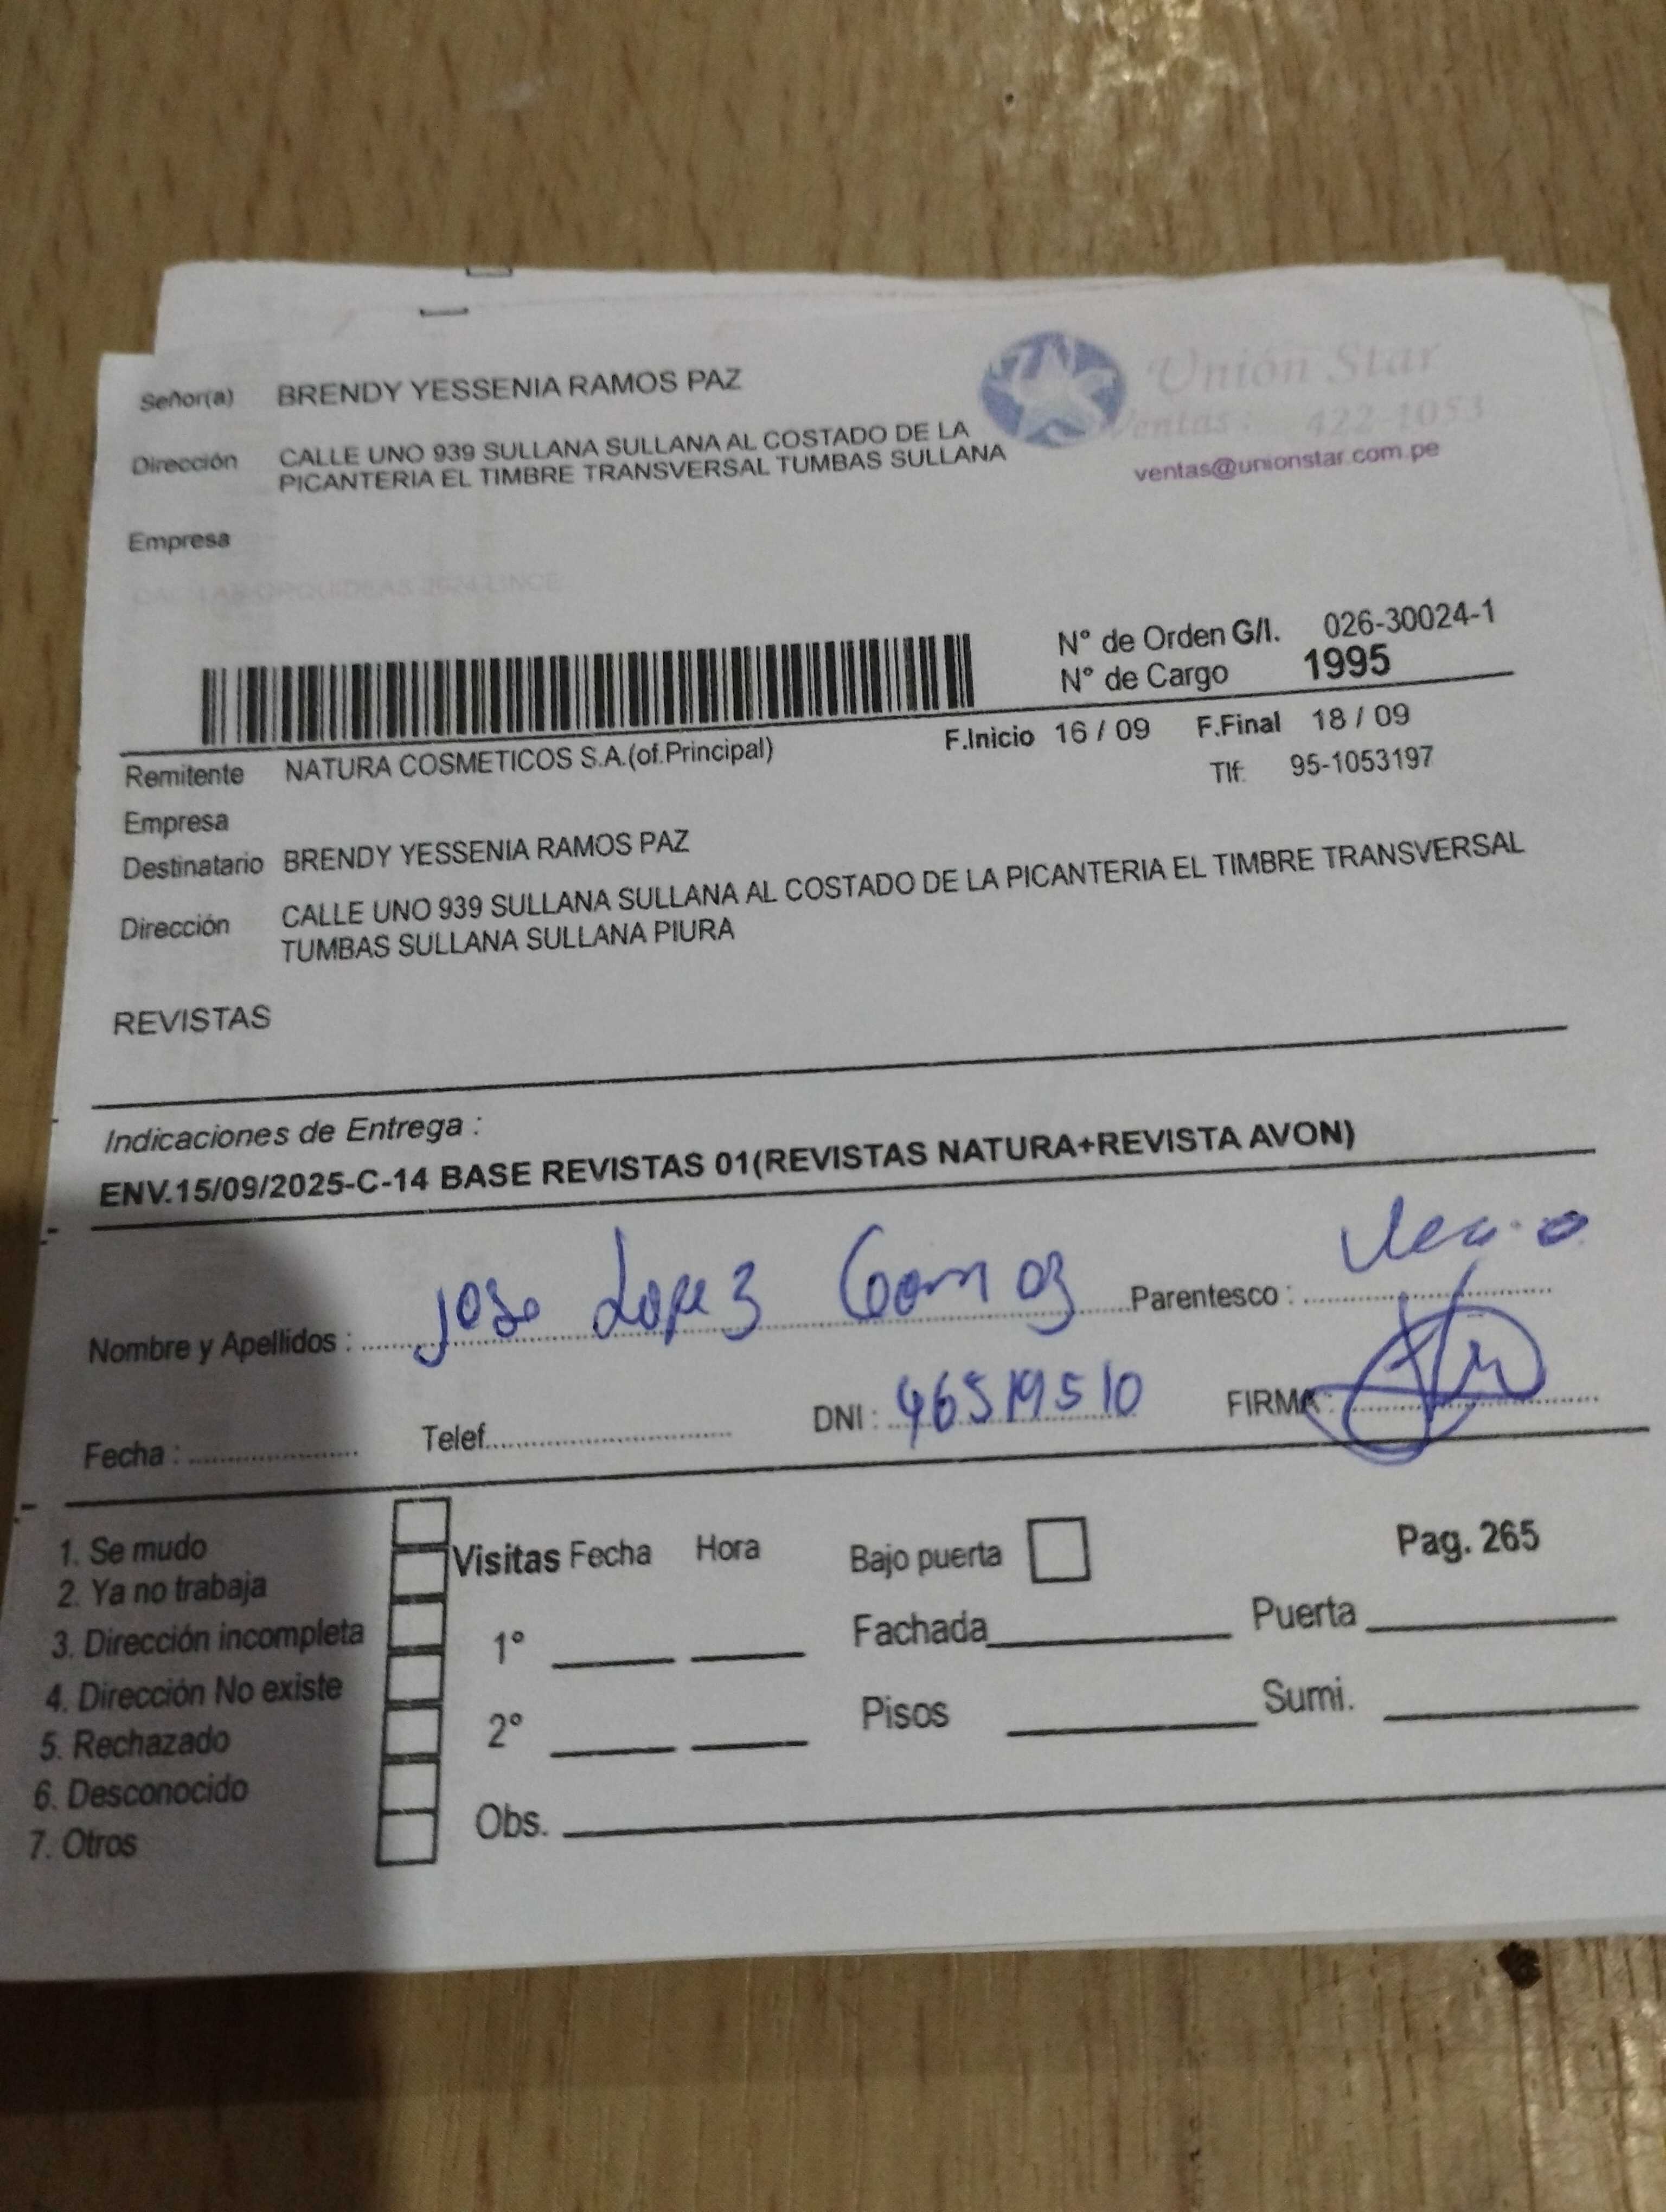 Señor(a) BRENDY YESSENIA RAMOS PAZ
Unión Star
Ventas: 422-1053
ventas@unionstar.com.pe
Dirección CALLE UNO 939 SULLANA SULLANA AL COSTADO DE LA
PICANTERIA EL TIMBRE TRANSVERSAL TUMBAS SULLANA
Empresa
N° de Orden G/I. 026-30024-1
N° de Cargo 1995
F.Inicio 16 / 09 F.Final 18 / 09
Remitente NATURA COSMETICOS S.A.(of.Principal)
Tlf: 95-1053197
Empresa
Destinatario BRENDY YESSENIA RAMOS PAZ
Dirección CALLE UNO 939 SULLANA SULLANA AL COSTADO DE LA PICANTERIA EL TIMBRE TRANSVERSAL
TUMBAS SULLANA SULLANA PIURA
REVISTAS
Indicaciones de Entrega :
ENV.15/09/2025-C-14 BASE REVISTAS 01(REVISTAS NATURA+REVISTA AVON)
Nombre y Apellidos : Jose Lopez Gomoz Parentesco :
Fecha : Telef. DNI : 46519510 FIRMA :
1. Se mudo
2. Ya no trabaja
3. Dirección incompleta
4. Dirección No existe
5. Rechazado
6. Desconocido
7. Otros
Visitas Fecha Hora
1°
2°
Obs.
Bajo puerta
Pag. 265
Fachada Puerta
Pisos Sumi.